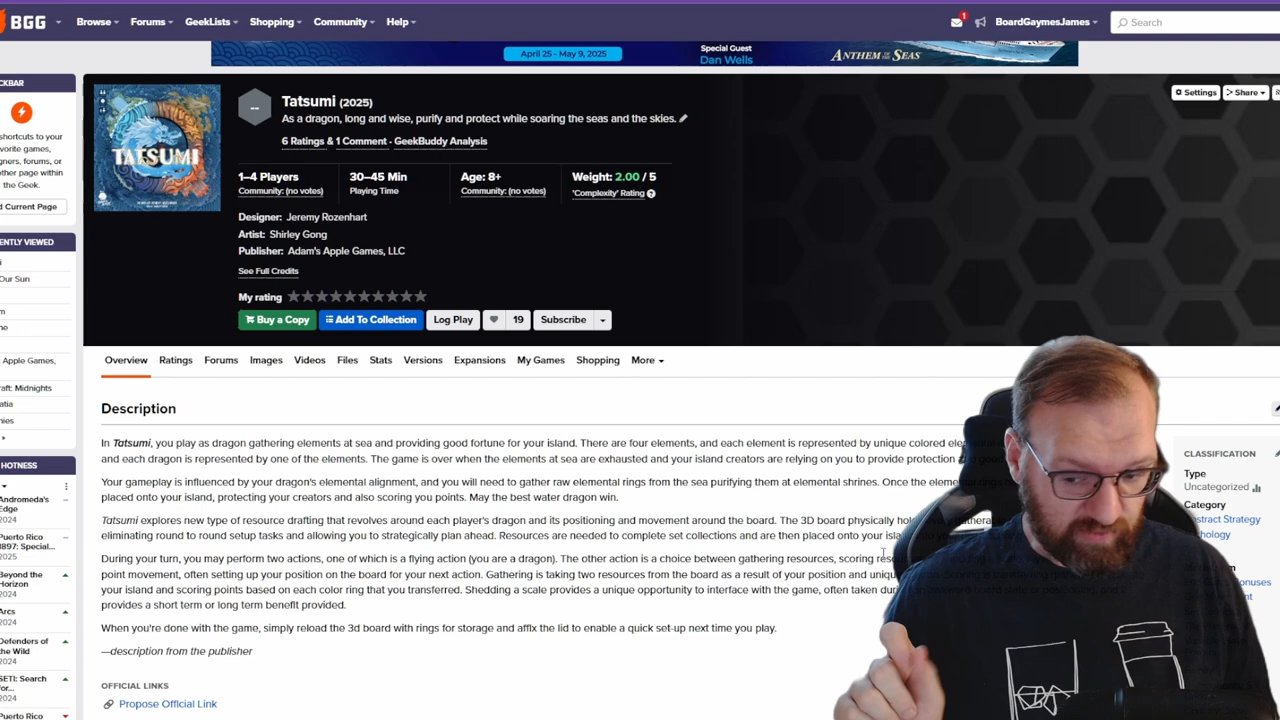 BGG
Browse
Forums
GeekLists
Shopping
Community
Help
1
BoardGaymesJames
Search
April 25 - May 9, 2025
Special Guest
Dan Wells
ANTHEM OF THE SEAS
TATSUMI
--
Tatsumi (2025)
As a dragon, long and wise, purify and protect while soaring the seas and the skies.
6 Ratings & 1 Comment · GeekBuddy Analysis
1–4 Players
Community: (no votes)
30–45 Min
Playing Time
Age: 8+
Community: (no votes)
Weight: 2.00 / 5
'Complexity' Rating
Designer: Jeremy Rozenhart
Artist: Shirley Gong
Publisher: Adam's Apple Games, LLC
See Full Credits
My rating
Buy a Copy
Add To Collection
Log Play
19
Subscribe
Settings
Share
Overview
Ratings
Forums
Images
Videos
Files
Stats
Versions
Expansions
My Games
Shopping
More
Description
In Tatsumi, you play as dragon gathering elements at sea and providing good fortune for your island. There are four elements, and each element is represented by unique colored
and each dragon is represented by one of the elements. The game is over when the elements at sea are exhausted and your island creators are relying on you to provide protection
Your gameplay is influenced by your dragon's elemental alignment, and you will need to gather raw elemental rings from the sea purifying them at elemental shrines. Once the
placed onto your island, protecting your creators and also scoring you points. May the best water dragon win.
Tatsumi explores new type of resource drafting that revolves around each player's dragon and its positioning and movement around the board. The 3D board physically
eliminating round to round setup tasks and allowing you to strategically plan ahead. Resources are needed to complete set collections and are then placed onto your
During your turn, you may perform two actions, one of which is a flying action (you are a dragon). The other action is a choice between gathering resources, scoring
point movement, often setting up your position on the board for your next action. Gathering is taking two resources from the board as a result of your position and
your island and scoring points based on each color ring that you transferred. Shedding a scale provides a unique opportunity to interface with the game, often taken
provides a short term or long term benefit provided.
When you're done with the game, simply reload the 3d board with rings for storage and affix the lid to enable a quick set-up next time you play.
—description from the publisher
OFFICIAL LINKS
Propose Official Link
CLASSIFICATION
Type
Uncategorized
Category
Abstract Strategy
shortcuts to your
other page within
the Geek.
Current Page
VIEWED
Our Sun
Apple Games,
Midnights
HOTNESS
Andromeda's
Edge
2024
Puerto Rico
1897: Special...
2025
Beyond the
Horizon
2024
Arcs
2024
Defenders of
the Wild
2024
SETI: Search
for...
2024
Puerto Rico